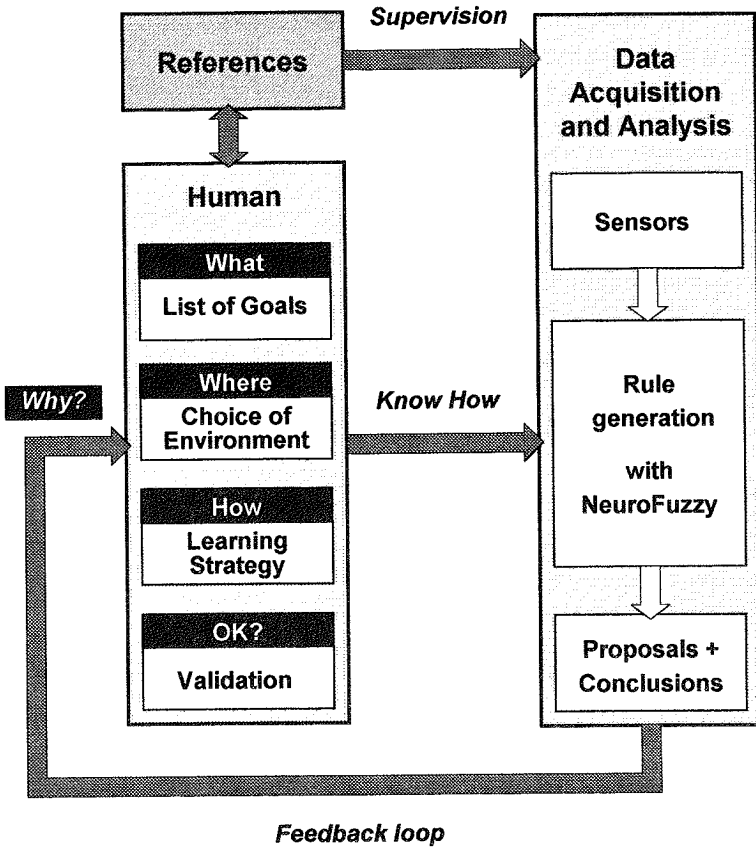 Supervision
References
Data
Acquisition
and Analysis
Human
What
List of Goals
Where
Choice of
Environment
How
Learning
Strategy
OK?
Validation
Why?
Know How
Sensors
Rule
generation
with
NeuroFuzzy
Proposals +
Conclusions
Feedback loop